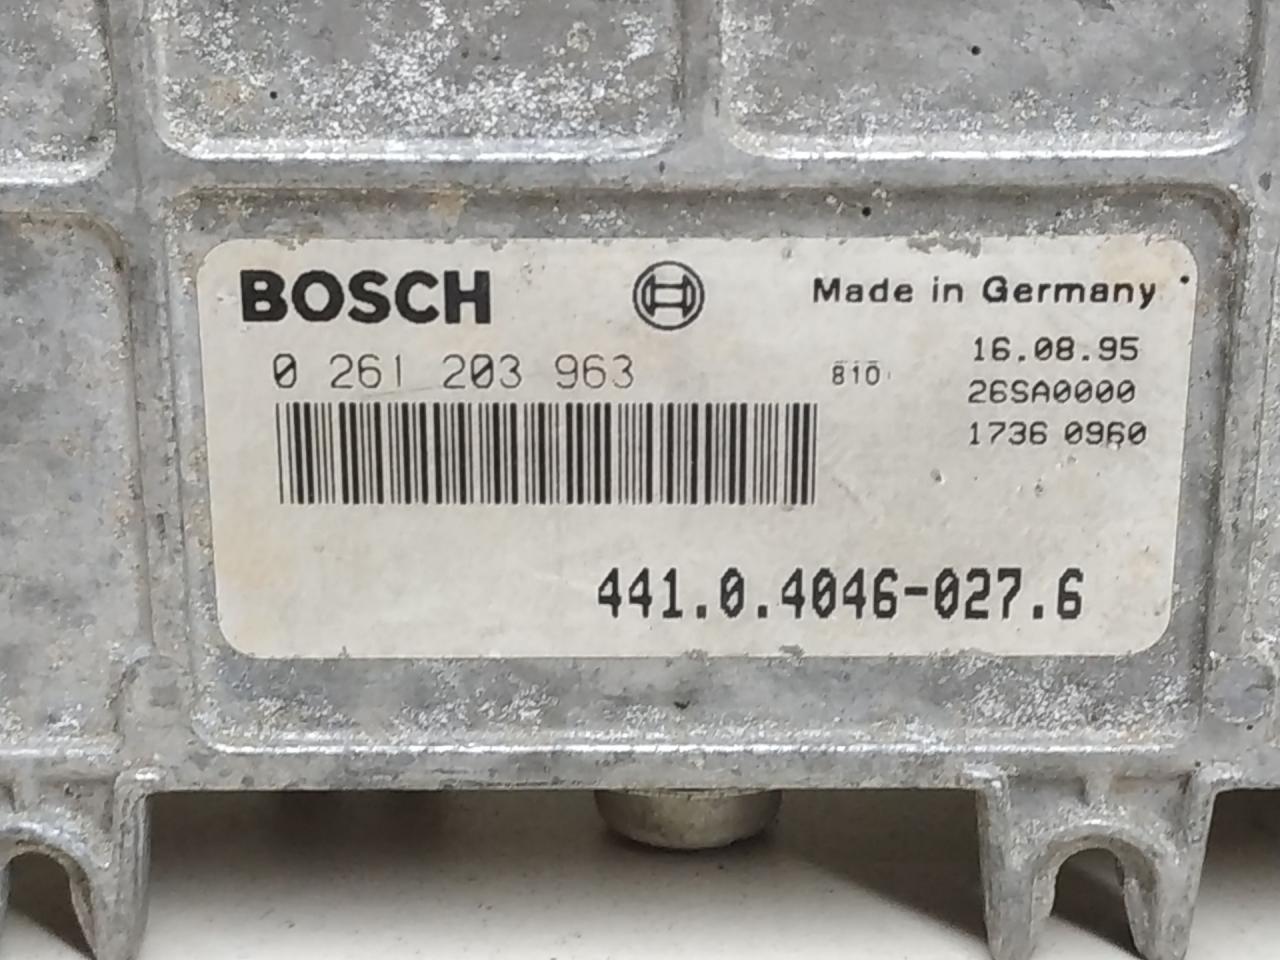 BOSCH
Made in Germany
0 261 203 963
810
16.08.95
26SA0000
1736 0960
441.0.4046-027.6